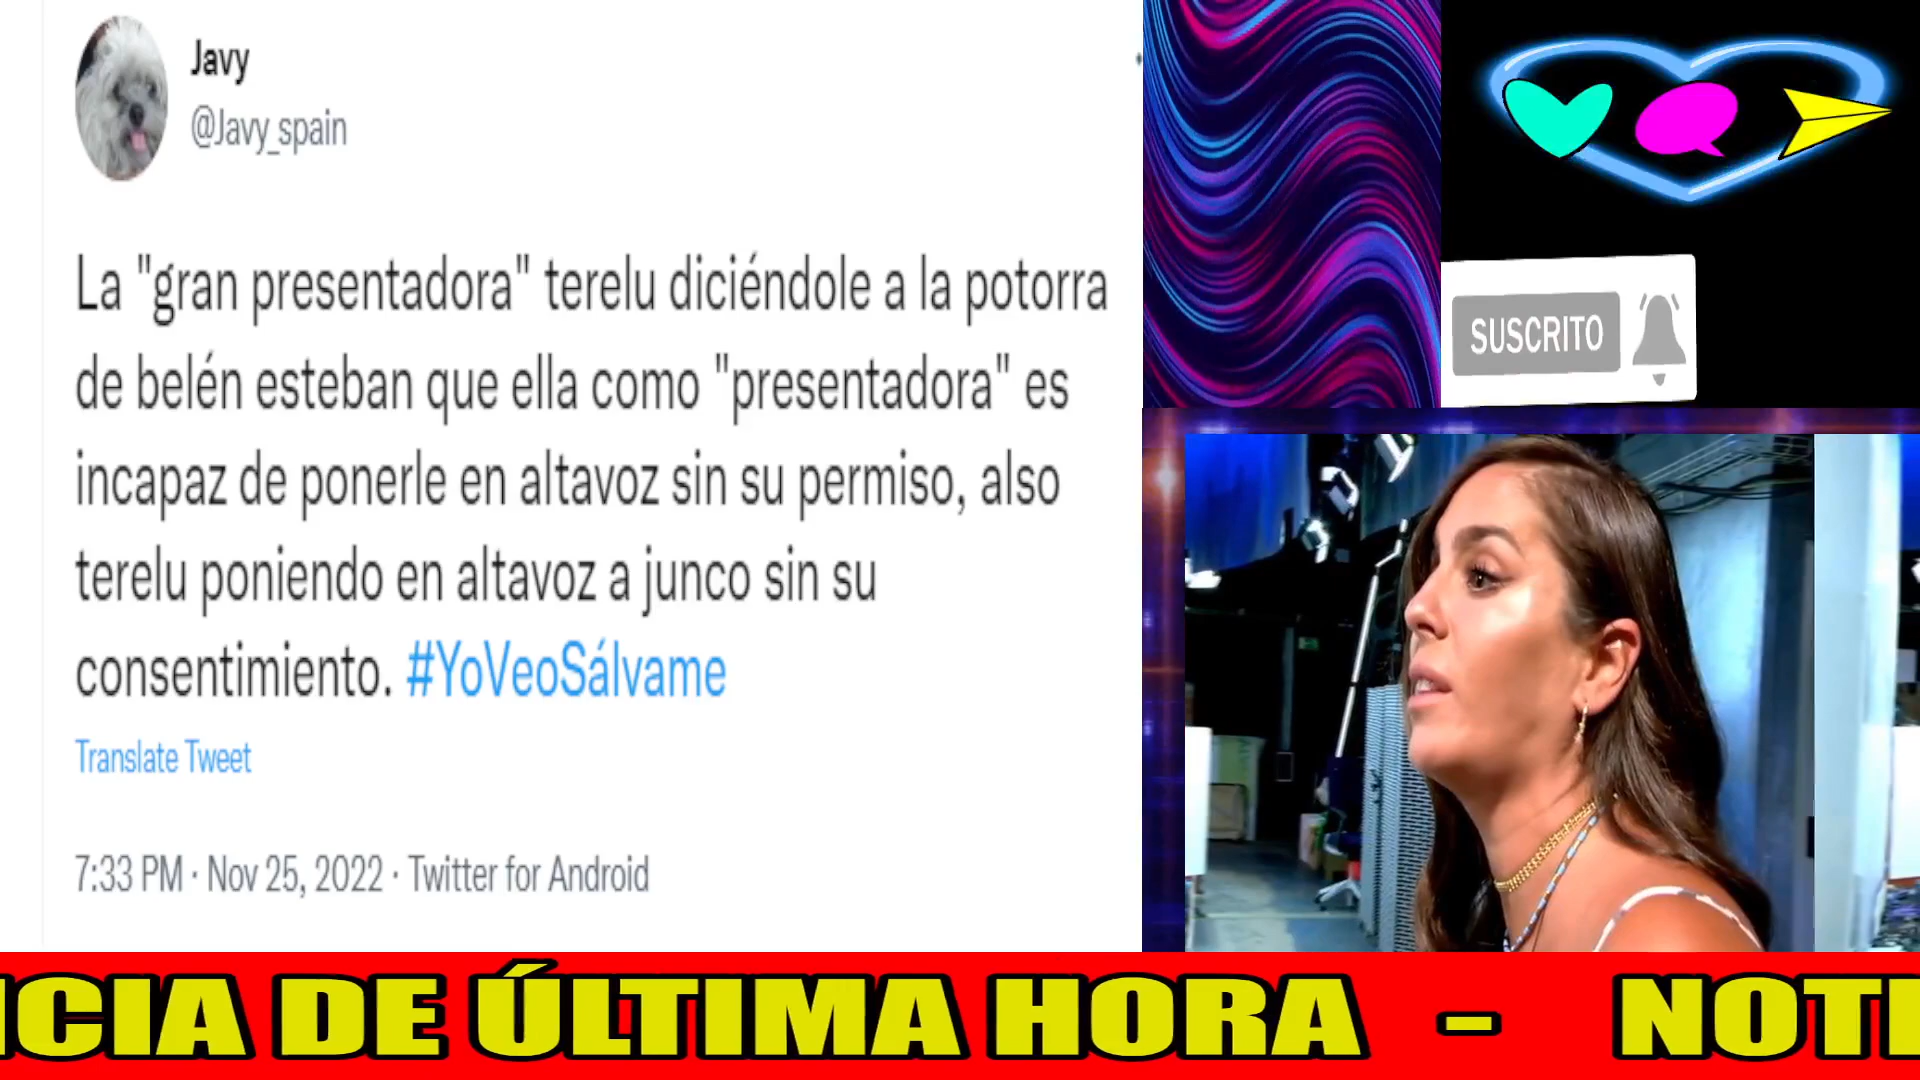 Javy
@Javy_spain
La "gran presentadora" terelu diciéndole a la potorra
de belén esteban que ella como "presentadora" es
incapaz de ponerle en altavoz sin su permiso, also
terelu poniendo en altavoz a junco sin su
consentimiento. #YoVeoSálvame
Translate Tweet
7:33 PM · Nov 25, 2022 · Twitter for Android
SUSCRITO
ICIA DE ÚLTIMA HORA - NOTI